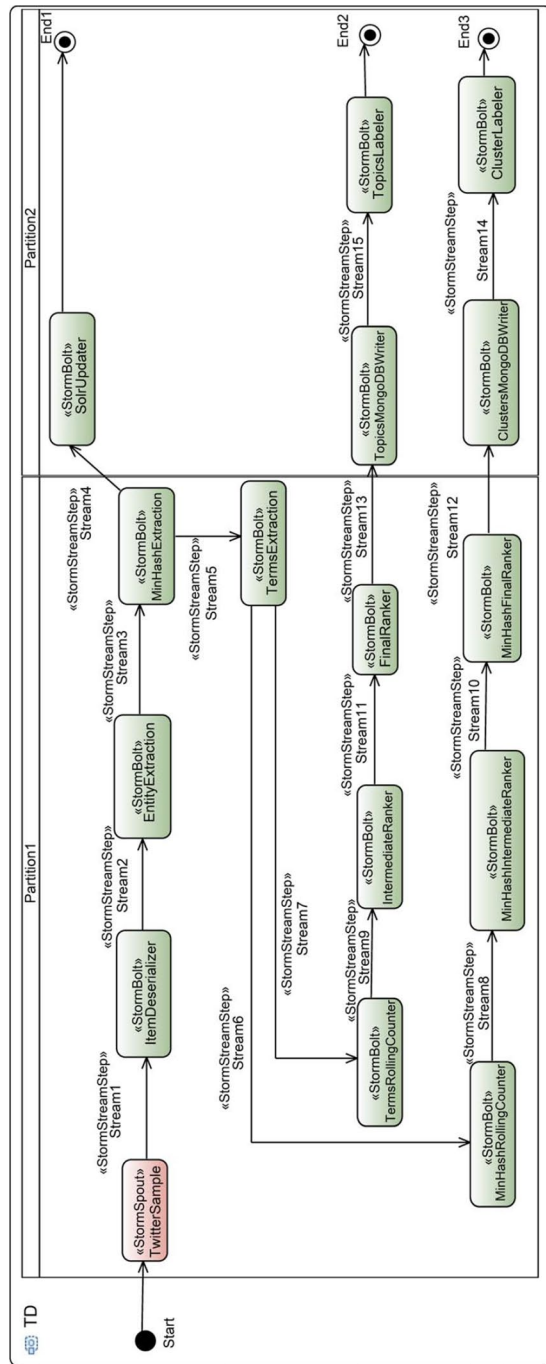 TD
Partition1
Partition2
Start
«StormSpout»
TwitterSample
«StormStreamStep»
Stream1
«StormBolt»
ItemDeserializer
«StormStreamStep»
Stream2
«StormBolt»
EntityExtraction
«StormStreamStep»
Stream3
«StormBolt»
MinHashExtraction
«StormStreamStep»
Stream4
«StormBolt»
SolrUpdater
End1
«StormStreamStep»
Stream5
«StormBolt»
TermsExtraction
«StormStreamStep»
Stream6
«StormStreamStep»
Stream7
«StormBolt»
TermsRollingCounter
«StormStreamStep»
Stream9
«StormBolt»
IntermediateRanker
«StormStreamStep»
Stream11
«StormBolt»
FinalRanker
«StormStreamStep»
Stream13
«StormBolt»
TopicsMongoDBWriter
«StormStreamStep»
Stream15
«StormBolt»
TopicsLabeler
End2
«StormBolt»
MinHashRollingCounter
«StormStreamStep»
Stream8
«StormBolt»
MinHashIntermediateRanker
«StormStreamStep»
Stream10
«StormBolt»
MinHashFinalRanker
«StormStreamStep»
Stream12
«StormBolt»
ClustersMongoDBWriter
«StormStreamStep»
Stream14
«StormBolt»
ClusterLabeler
End3